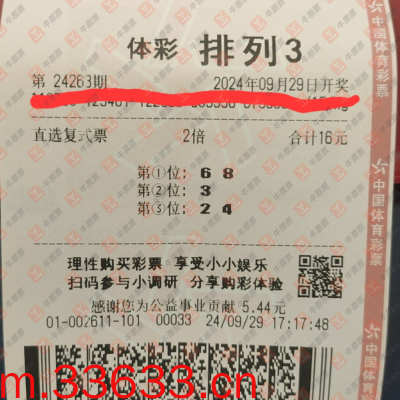 体彩 排列3
第 24263期 2024年09月29日开奖
直选复式票 2倍 合计16元
第①位: 6 8
第②位: 3
第③位: 2 4
理性购买彩票 享受小小娱乐
扫码参与小调研 分享购彩体验
感谢您为公益事业贡献 5.44元
01-002611-101 00033 24/09/29 17:17:48
m.33633.cn
中国体育彩票
中国体育彩票